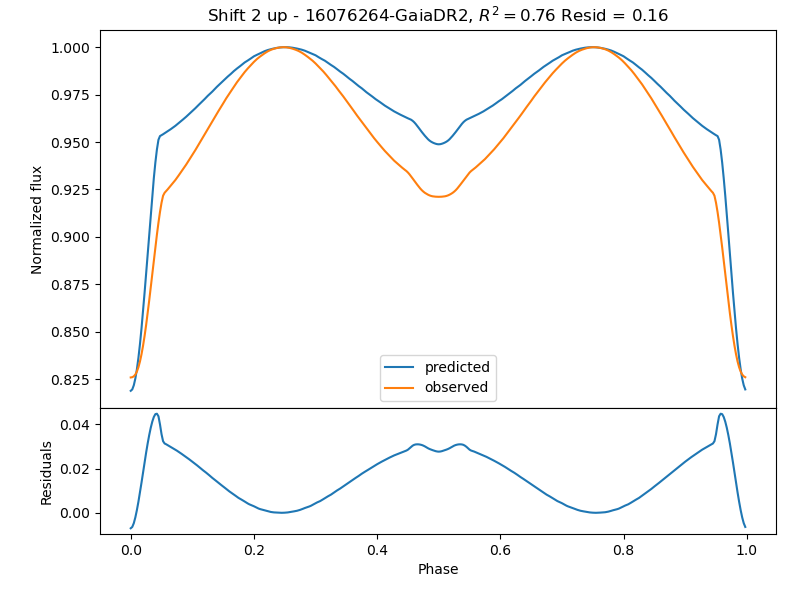 Shift 2 up - 16076264-GaiaDR2, R² = 0.76 Resid = 0.16
Normalized flux
1.000
0.975
0.950
0.925
0.900
0.875
0.850
0.825
predicted
observed
Residuals
0.04
0.02
0.00
0.0 0.2 0.4 0.6 0.8 1.0
Phase